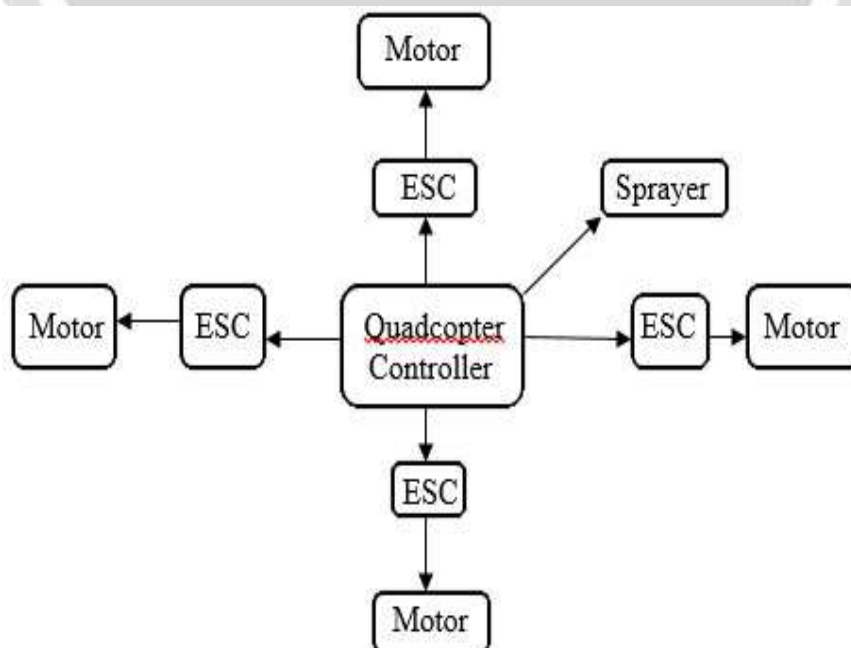 Motor
ESC
Sprayer
Motor
ESC
Quadcopter
Controller
ESC
Motor
ESC
Motor